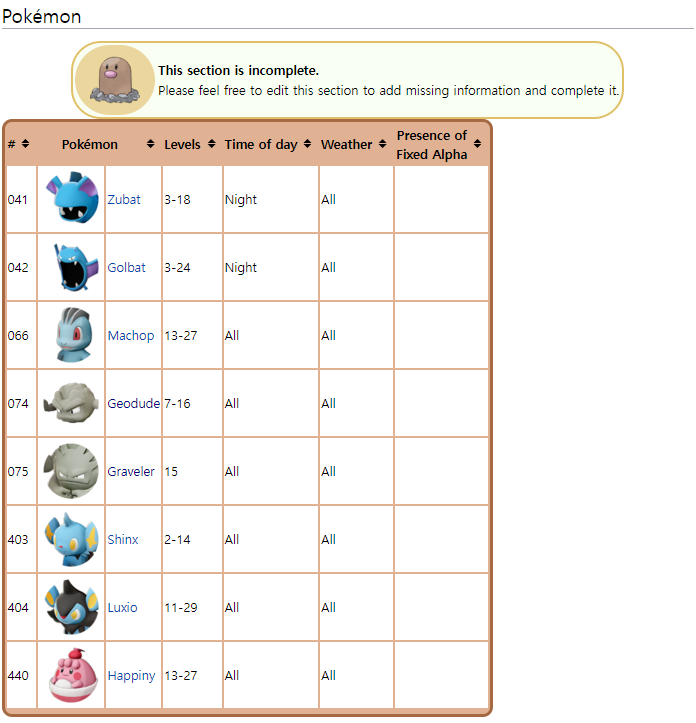 Pokémon
This section is incomplete.
Please feel free to edit this section to add missing information and complete it.
# Pokémon Levels Time of day Weather Presence of
Fixed Alpha
041 Zubat 3-18 Night All
042 Golbat 3-24 Night All
066 Machop 13-27 All All
074 Geodude 7-16 All All
075 Graveler 15 All All
403 Shinx 2-14 All All
404 Luxio 11-29 All All
440 Happiny 13-27 All All